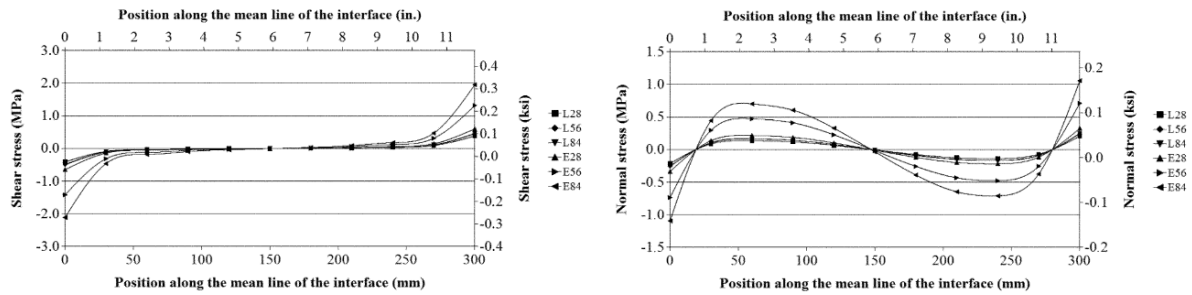 Position along the mean line of the interface (in.)
0 1 2 3 4 5 6 7 8 9 10 11
3.0
2.0
1.0
0.0
-1.0
-2.0
-3.0
Shear stress (MPa)
0.4
0.3
0.2
0.1
0.0
-0.1
-0.2
-0.3
-0.4
Shear stress (ksi)
L28
L56
L84
E28
E56
E84
0 50 100 150 200 250 300
Position along the mean line of the interface (mm)
Position along the mean line of the interface (in.)
0 1 2 3 4 5 6 7 8 9 10 11
1.5
1.0
0.5
0.0
-0.5
-1.0
-1.5
Normal stress (MPa)
0.2
0.1
0.0
-0.1
-0.2
Normal stress (ksi)
L28
L56
L84
E28
E56
E84
0 50 100 150 200 250 300
Position along the mean line of the interface (mm)